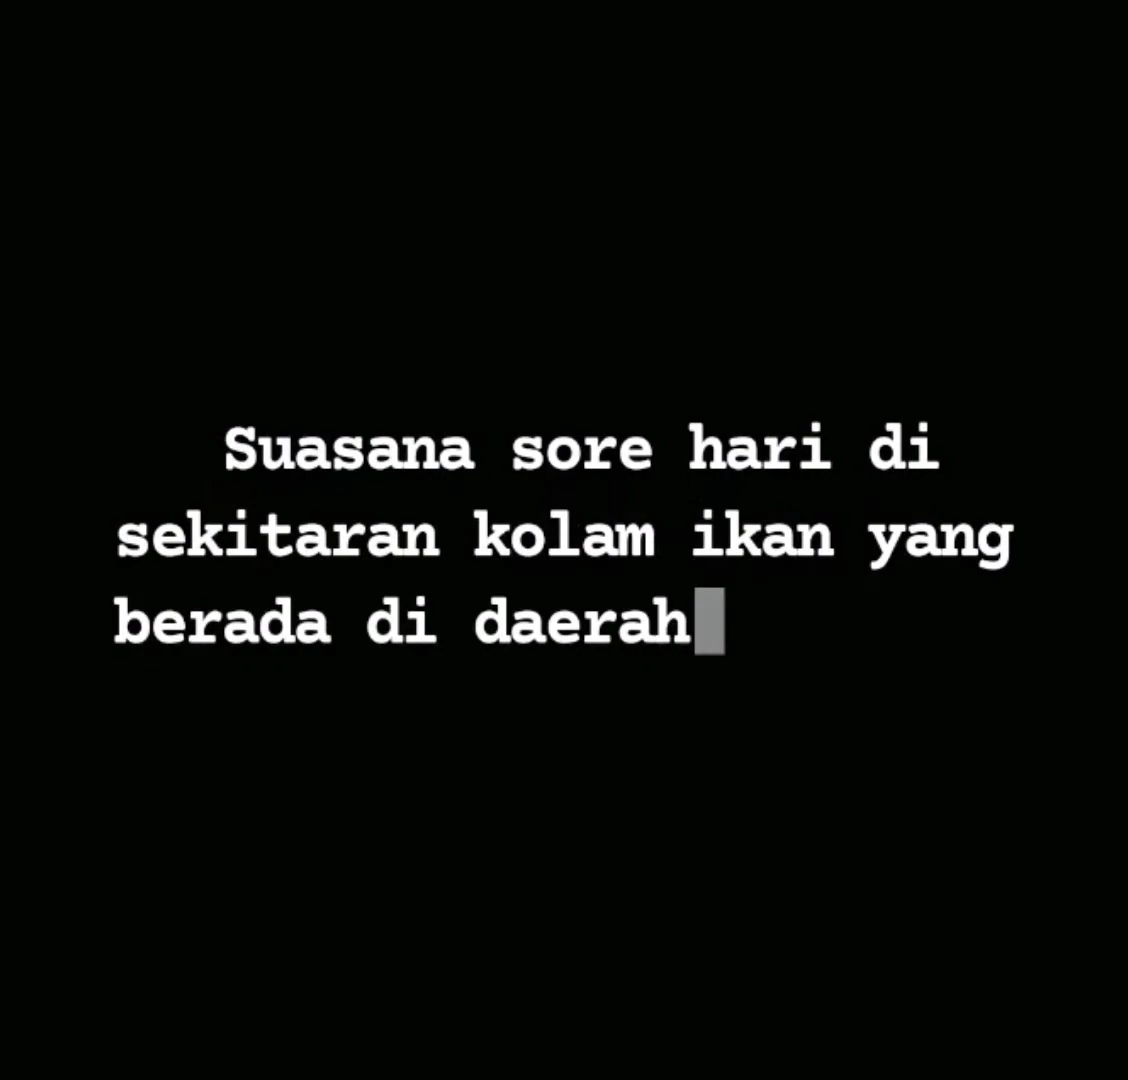 Suasana sore hari di
sekitaran kolam ikan yang
berada di daerah